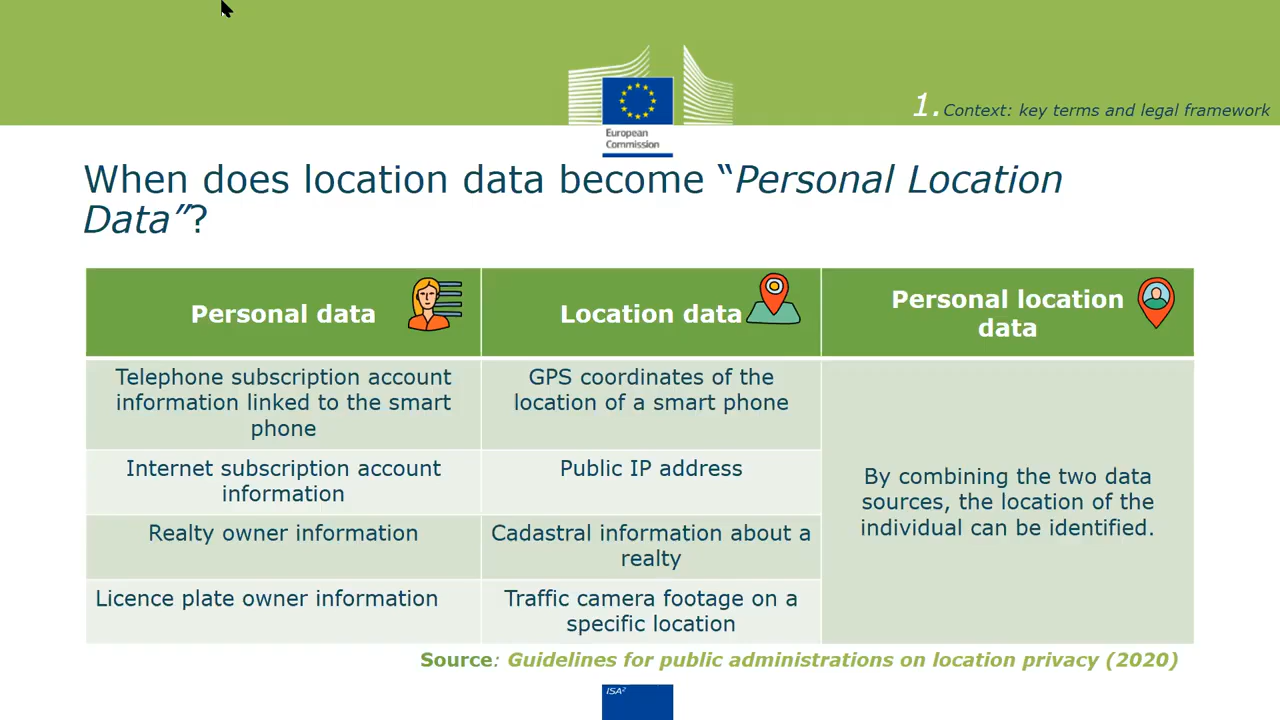 1. Context: key terms and legal framework
European
Commission
When does location data become “Personal Location
Data”?
Personal data
Location data
Personal location
data
Telephone subscription account
information linked to the smart
phone
GPS coordinates of the
location of a smart phone
By combining the two data
sources, the location of the
individual can be identified.
Internet subscription account
information
Public IP address
Realty owner information
Cadastral information about a
realty
Licence plate owner information
Traffic camera footage on a
specific location
Source: Guidelines for public administrations on location privacy (2020)
ISA²